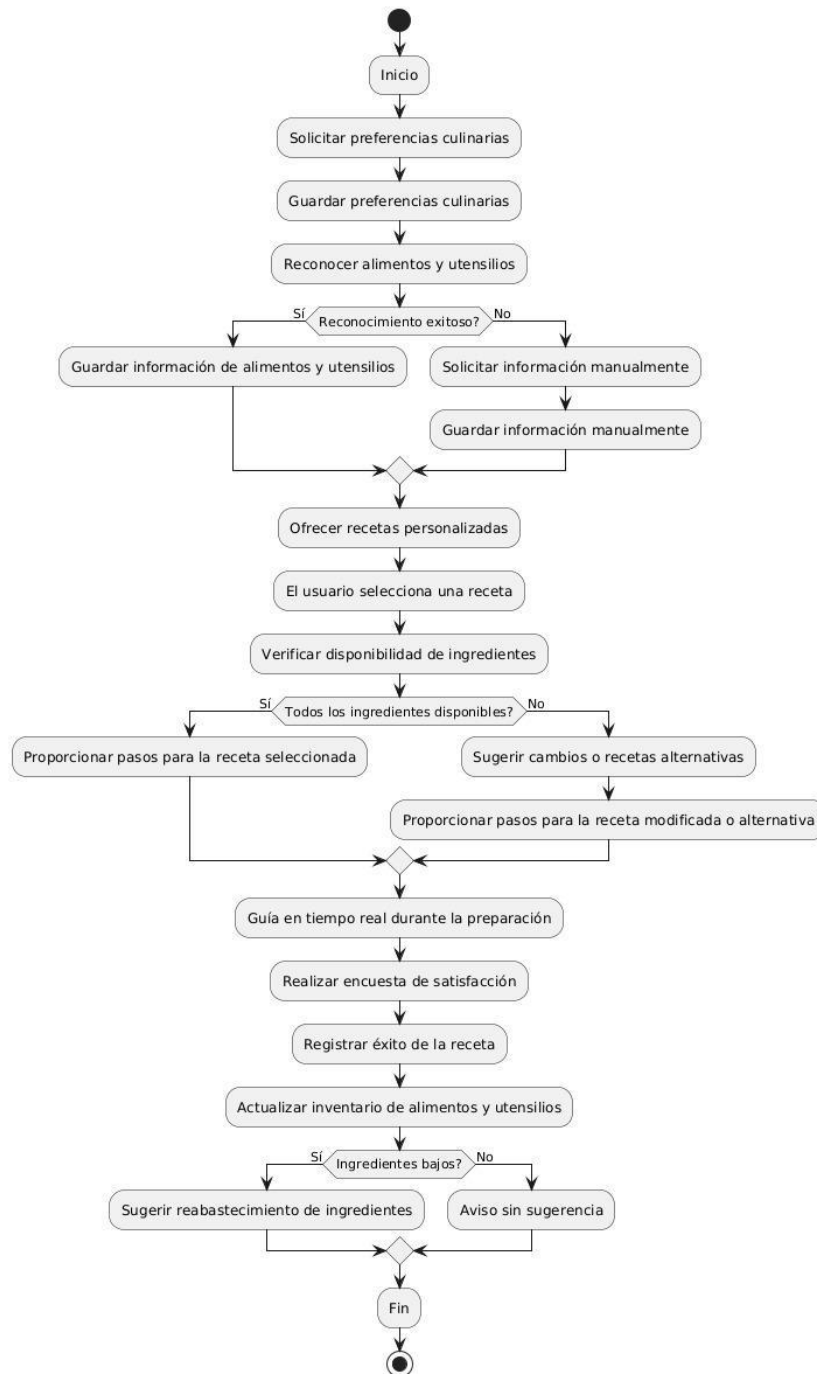 Inicio
Solicitar preferencias culinarias
Guardar preferencias culinarias
Reconocer alimentos y utensilios
Sí
Reconocimiento exitoso?
No
Guardar información de alimentos y utensilios
Solicitar información manualmente
Guardar información manualmente
Ofrecer recetas personalizadas
El usuario selecciona una receta
Verificar disponibilidad de ingredientes
Sí
Todos los ingredientes disponibles?
No
Proporcionar pasos para la receta seleccionada
Sugerir cambios o recetas alternativas
Proporcionar pasos para la receta modificada o alternativa
Guía en tiempo real durante la preparación
Realizar encuesta de satisfacción
Registrar éxito de la receta
Actualizar inventario de alimentos y utensilios
Sí
Ingredientes bajos?
No
Sugerir reabastecimiento de ingredientes
Aviso sin sugerencia
Fin